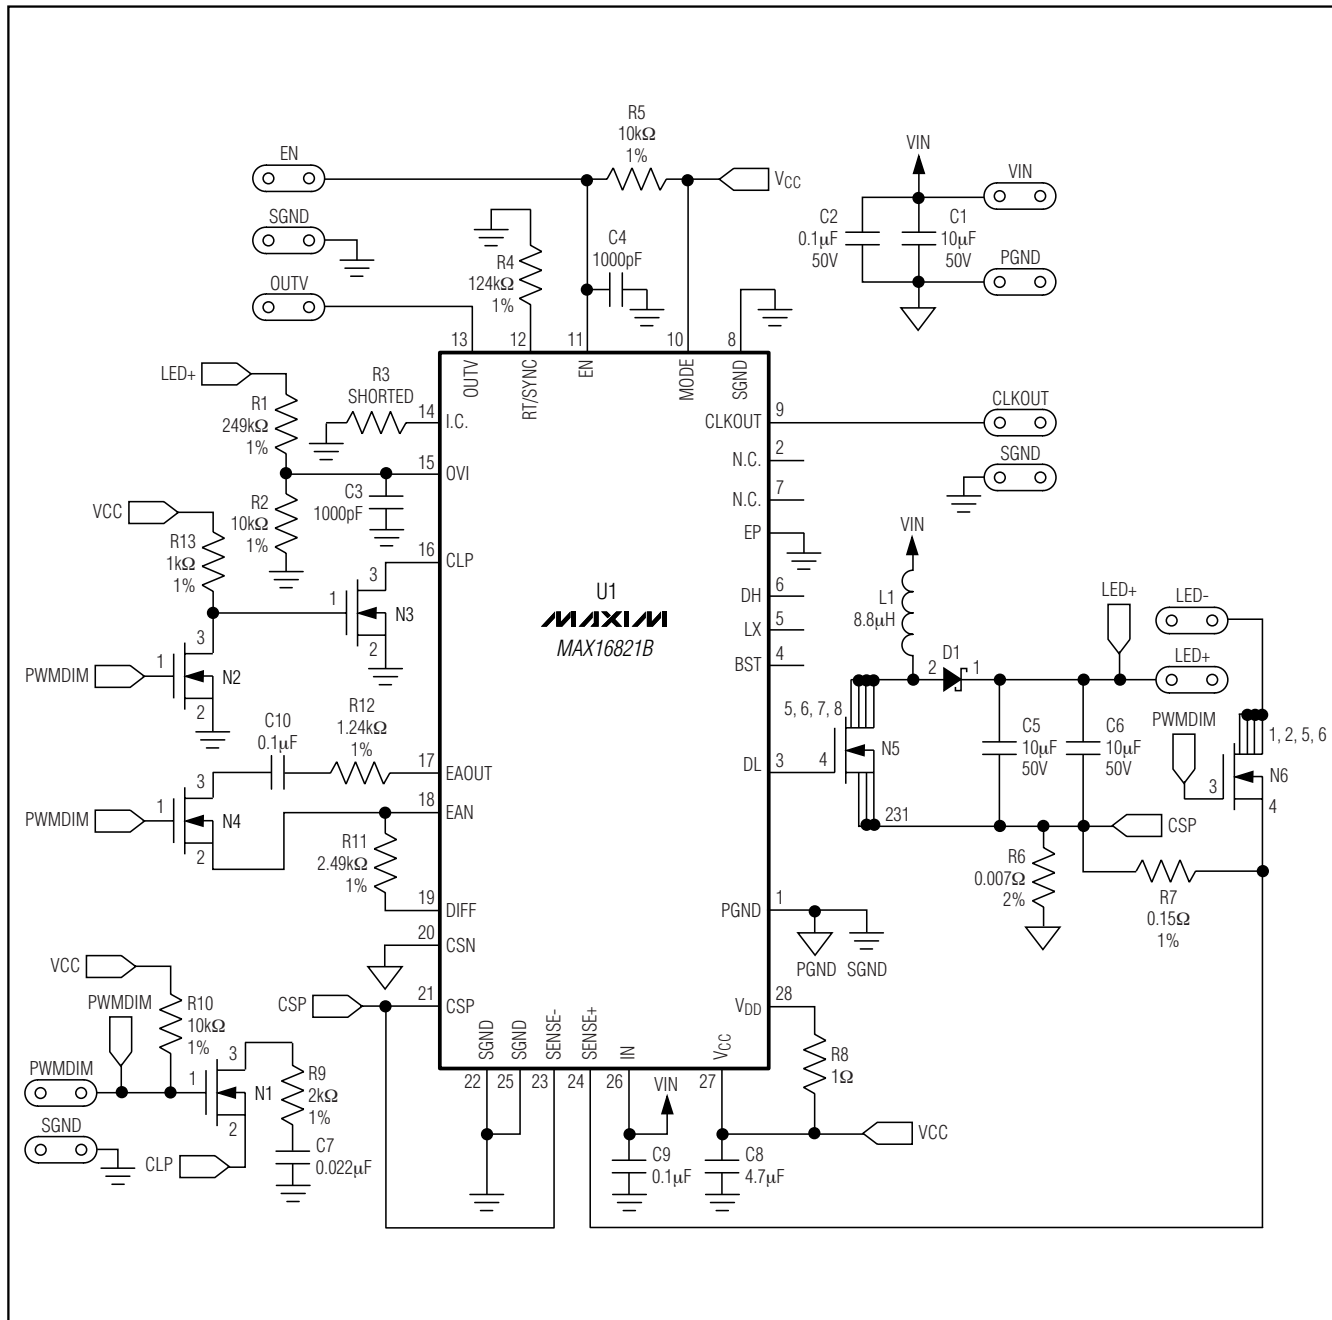 R5
10kΩ
1%
EN
VCC
VIN
VIN
C2
0.1µF
50V
C1
10µF
50V
PGND
SGND
C4
1000pF
R4
124kΩ
1%
OUTV
13
12
11
10
8
OUTV
RT/SYNC
EN
MODE
SGND
LED+
R3
SHORTED
R1
249kΩ
1%
14
I.C.
CLKOUT
9
CLKOUT
15
OVI
N.C.
2
SGND
R2
10kΩ
1%
C3
1000pF
N.C.
7
VCC
R13
1kΩ
1%
EP
16
CLP
VIN
3
1
N3
2
U1
MAXIM
MAX16821B
DH
6
LX
5
BST
4
L1
8.8µH
LED+
LED-
LED+
3
PWMDIM
1
N2
2
D1
2
1
5, 6, 7, 8
R12
1.24kΩ
1%
C10
0.1µF
C5
10µF
50V
C6
10µF
50V
PWMDIM
1, 2, 5, 6
17
EAOUT
DL
3
4
N5
3
N6
4
3
PWMDIM
1
N4
2
18
EAN
231
CSP
R11
2.49kΩ
1%
R6
0.007Ω
2%
R7
0.15Ω
1%
19
DIFF
PGND
1
20
CSN
PGND
SGND
VCC
PWMDIM
R10
10kΩ
1%
CSP
21
CSP
VDD
28
SGND
SGND
SENSE-
SENSE+
IN
VCC
R8
1Ω
PWMDIM
3
1
N1
2
R9
2kΩ
1%
22
25
23
24
26
27
VIN
SGND
CLP
C7
0.022µF
C9
0.1µF
C8
4.7µF
VCC